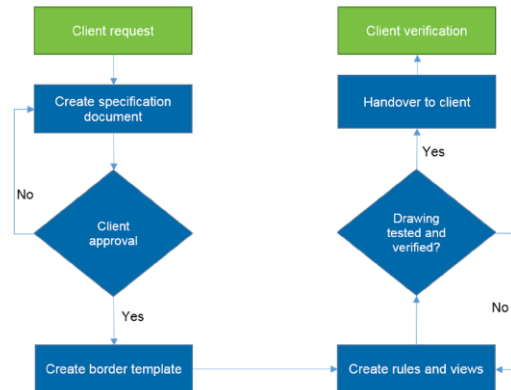 Client request
Create specification
document
No
Client
approval
Yes
Create border template
Client verification
Handover to client
Yes
Drawing
tested and
verified?
No
Create rules and views